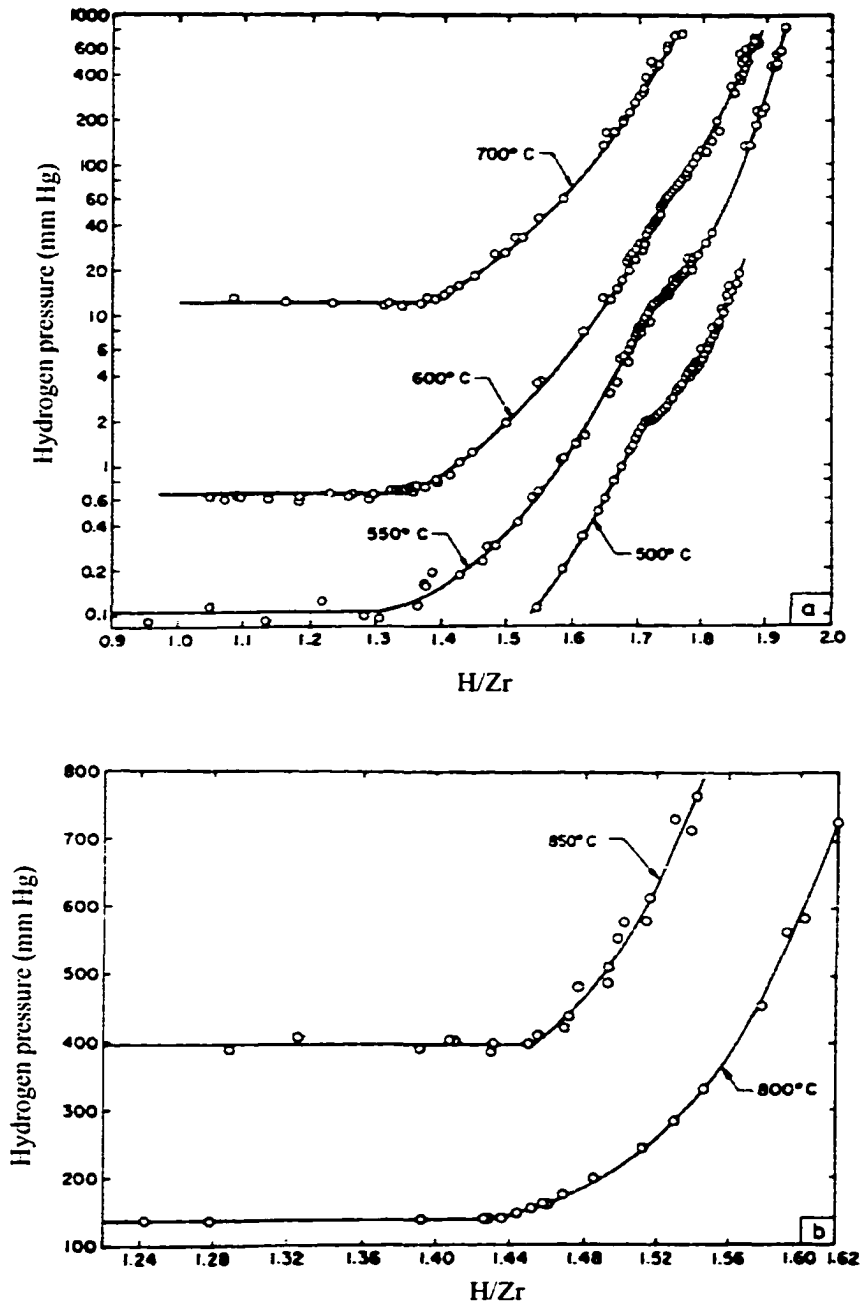 1000
600
400
200
100
60
40
20
10
6
4
2
1
0.6
0.4
0.2
0.1
Hydrogen pressure (mm Hg)
700° C
600° C
550° C
500° C
a
0.9 1.0 1.1 1.2 1.3 1.4 1.5 1.6 1.7 1.8 1.9 2.0
H/Zr
800
700
600
500
400
300
200
100
Hydrogen pressure (mm Hg)
850° C
800° C
b
1.24 1.28 1.32 1.36 1.40 1.44 1.48 1.52 1.56 1.60 1.62
H/Zr